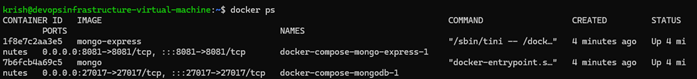 krish@devopsinfrastructure-virtual-machine:~$ docker ps
CONTAINER ID   IMAGE                                                                  COMMAND                  CREATED         STATUS
       PORTS                                           NAMES
1f8e7c2aa3e5   mongo-express                                                          "/sbin/tini -- /dock…"   4 minutes ago   Up 4 mi
nutes   0.0.0.0:8081->8081/tcp, :::8081->8081/tcp      docker-compose-mongo-express-1
7b6fcb4a69c5   mongo                                                                  "docker-entrypoint.s…"   4 minutes ago   Up 4 mi
nutes   0.0.0.0:27017->27017/tcp, :::27017->27017/tcp   docker-compose-mongodb-1